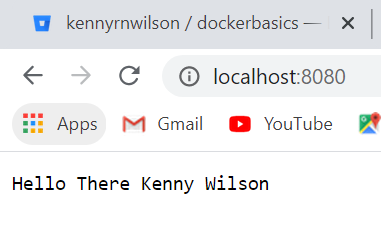 kennyrnwilson / dockerbasics —
localhost:8080
Apps Gmail YouTube
Hello There Kenny Wilson